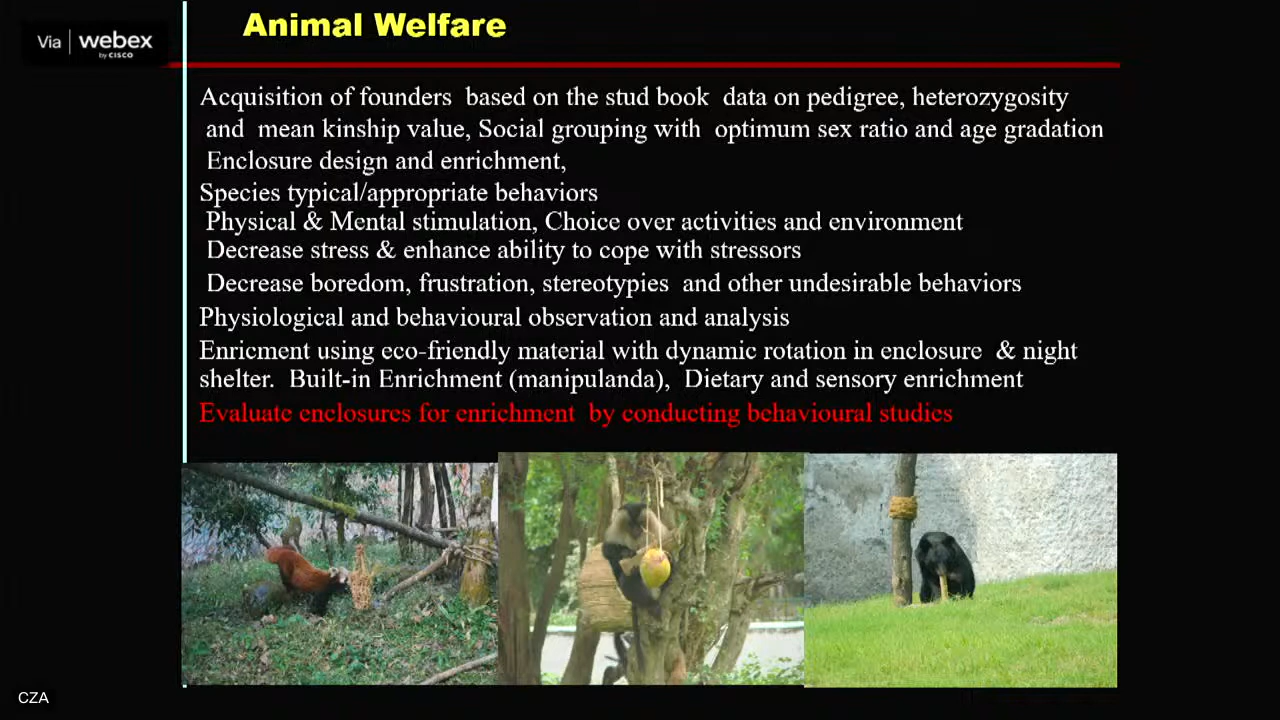 Animal Welfare
Via | webex
by CISCO
Acquisition of founders based on the stud book data on pedigree, heterozygosity
and mean kinship value, Social grouping with optimum sex ratio and age gradation
Enclosure design and enrichment,
Species typical/appropriate behaviors
Physical & Mental stimulation, Choice over activities and environment
Decrease stress & enhance ability to cope with stressors
Decrease boredom, frustration, stereotypies and other undesirable behaviors
Physiological and behavioural observation and analysis
Enricment using eco-friendly material with dynamic rotation in enclosure & night
shelter. Built-in Enrichment (manipulanda), Dietary and sensory enrichment
Evaluate enclosures for enrichment by conducting behavioural studies
CZA